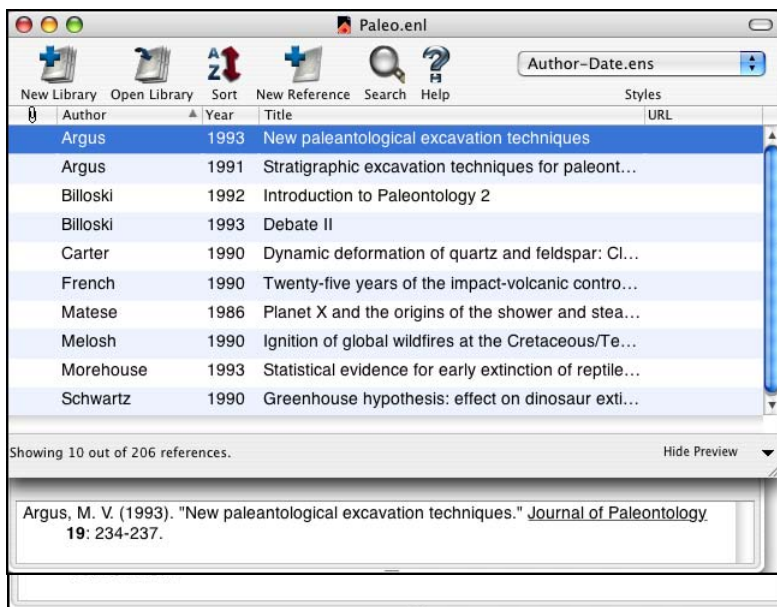 Paleo.enl
New Library Open Library Sort New Reference Search Help Author-Date.ens Styles
Author Year Title URL
Argus 1993 New paleantological excavation techniques
Argus 1991 Stratigraphic excavation techniques for paleont...
Billoski 1992 Introduction to Paleontology 2
Billoski 1993 Debate II
Carter 1990 Dynamic deformation of quartz and feldspar: Cl...
French 1990 Twenty-five years of the impact-volcanic contro...
Matese 1986 Planet X and the origins of the shower and stea...
Melosh 1990 Ignition of global wildfires at the Cretaceous/Te...
Morehouse 1993 Statistical evidence for early extinction of reptile...
Schwartz 1990 Greenhouse hypothesis: effect on dinosaur exti...
Showing 10 out of 206 references. Hide Preview
Argus, M. V. (1993). "New paleantological excavation techniques." Journal of Paleontology
19: 234-237.